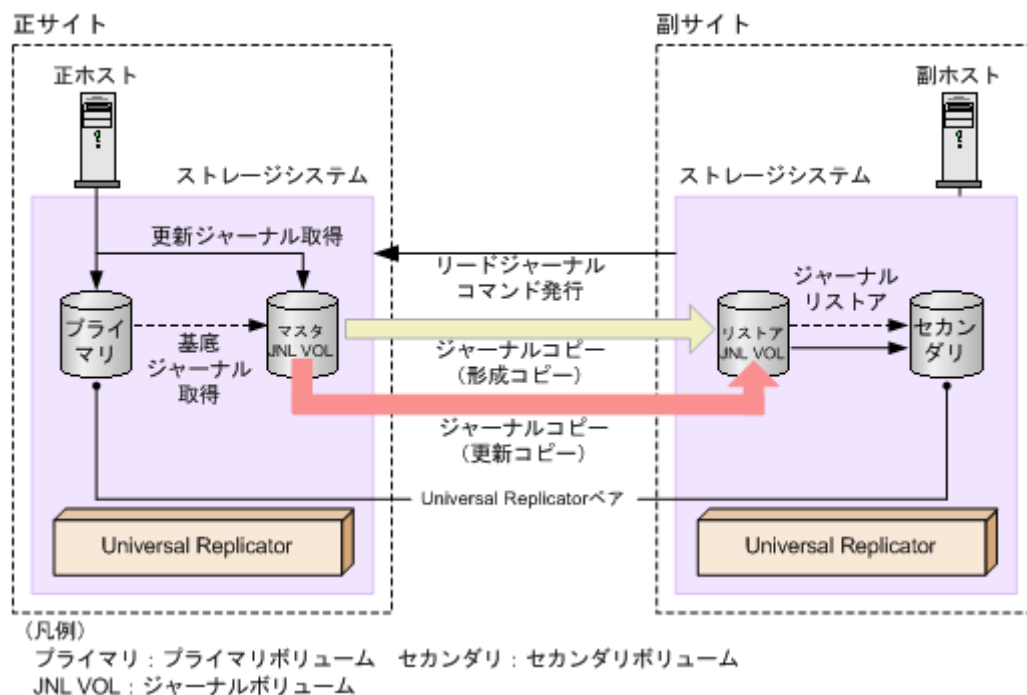 正サイト
副サイト
正ホスト
副ホスト
ストレージシステム
ストレージシステム
更新ジャーナル取得
リードジャーナル
コマンド発行
ジャーナル
リストア
プライ
マリ
マスタ
JNL VOL
リストア
JNL VOL
セカン
ダリ
基底
ジャーナル
取得
ジャーナルコピー
(形成コピー)
ジャーナルコピー
(更新コピー)
Universal Replicatorペア
Universal Replicator
Universal Replicator
(凡例)
プライマリ：プライマリボリューム　セカンダリ：セカンダリボリューム
JNL VOL：ジャーナルボリューム